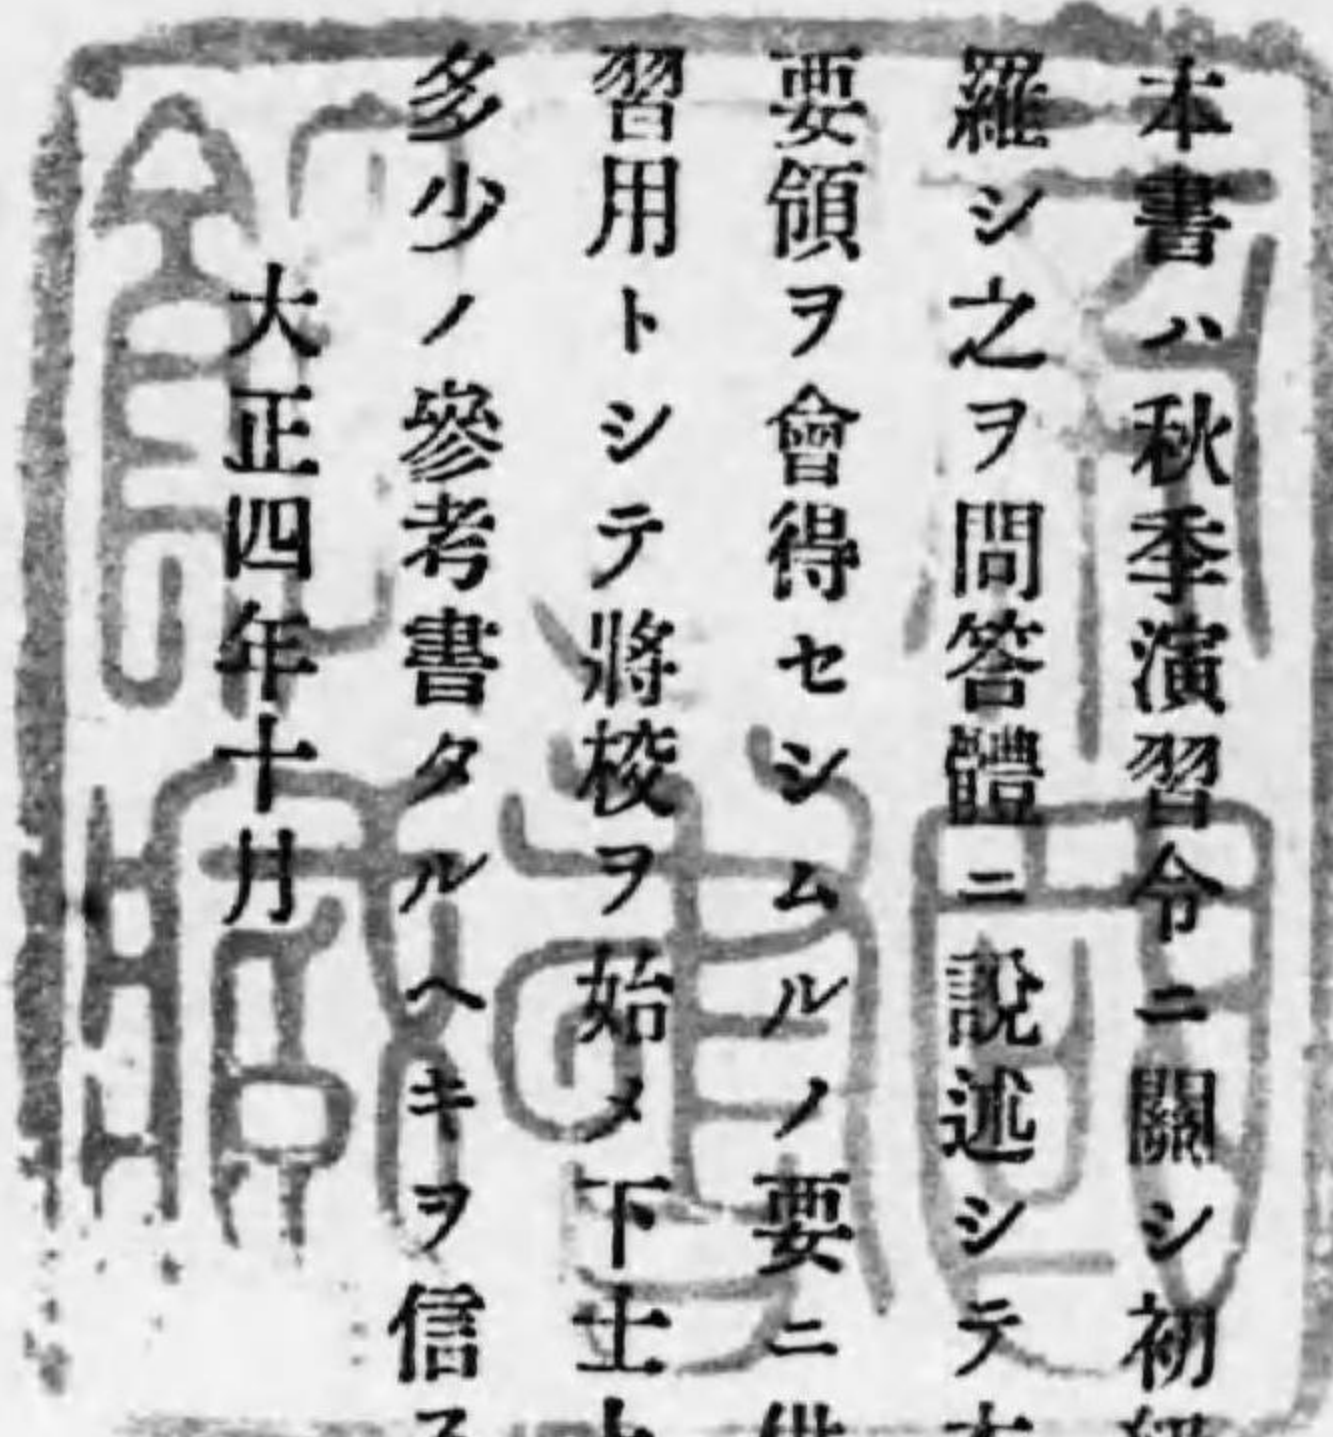 本書ハ秋季演習令ニ關シ初
羅シ之ヲ問答體ニ說述シテ
要領ヲ會得セシムルノ要ニ
習用トシテ將校ヲ始メ下士
多少ノ參考書タルヘキヲ信
大正四年十月